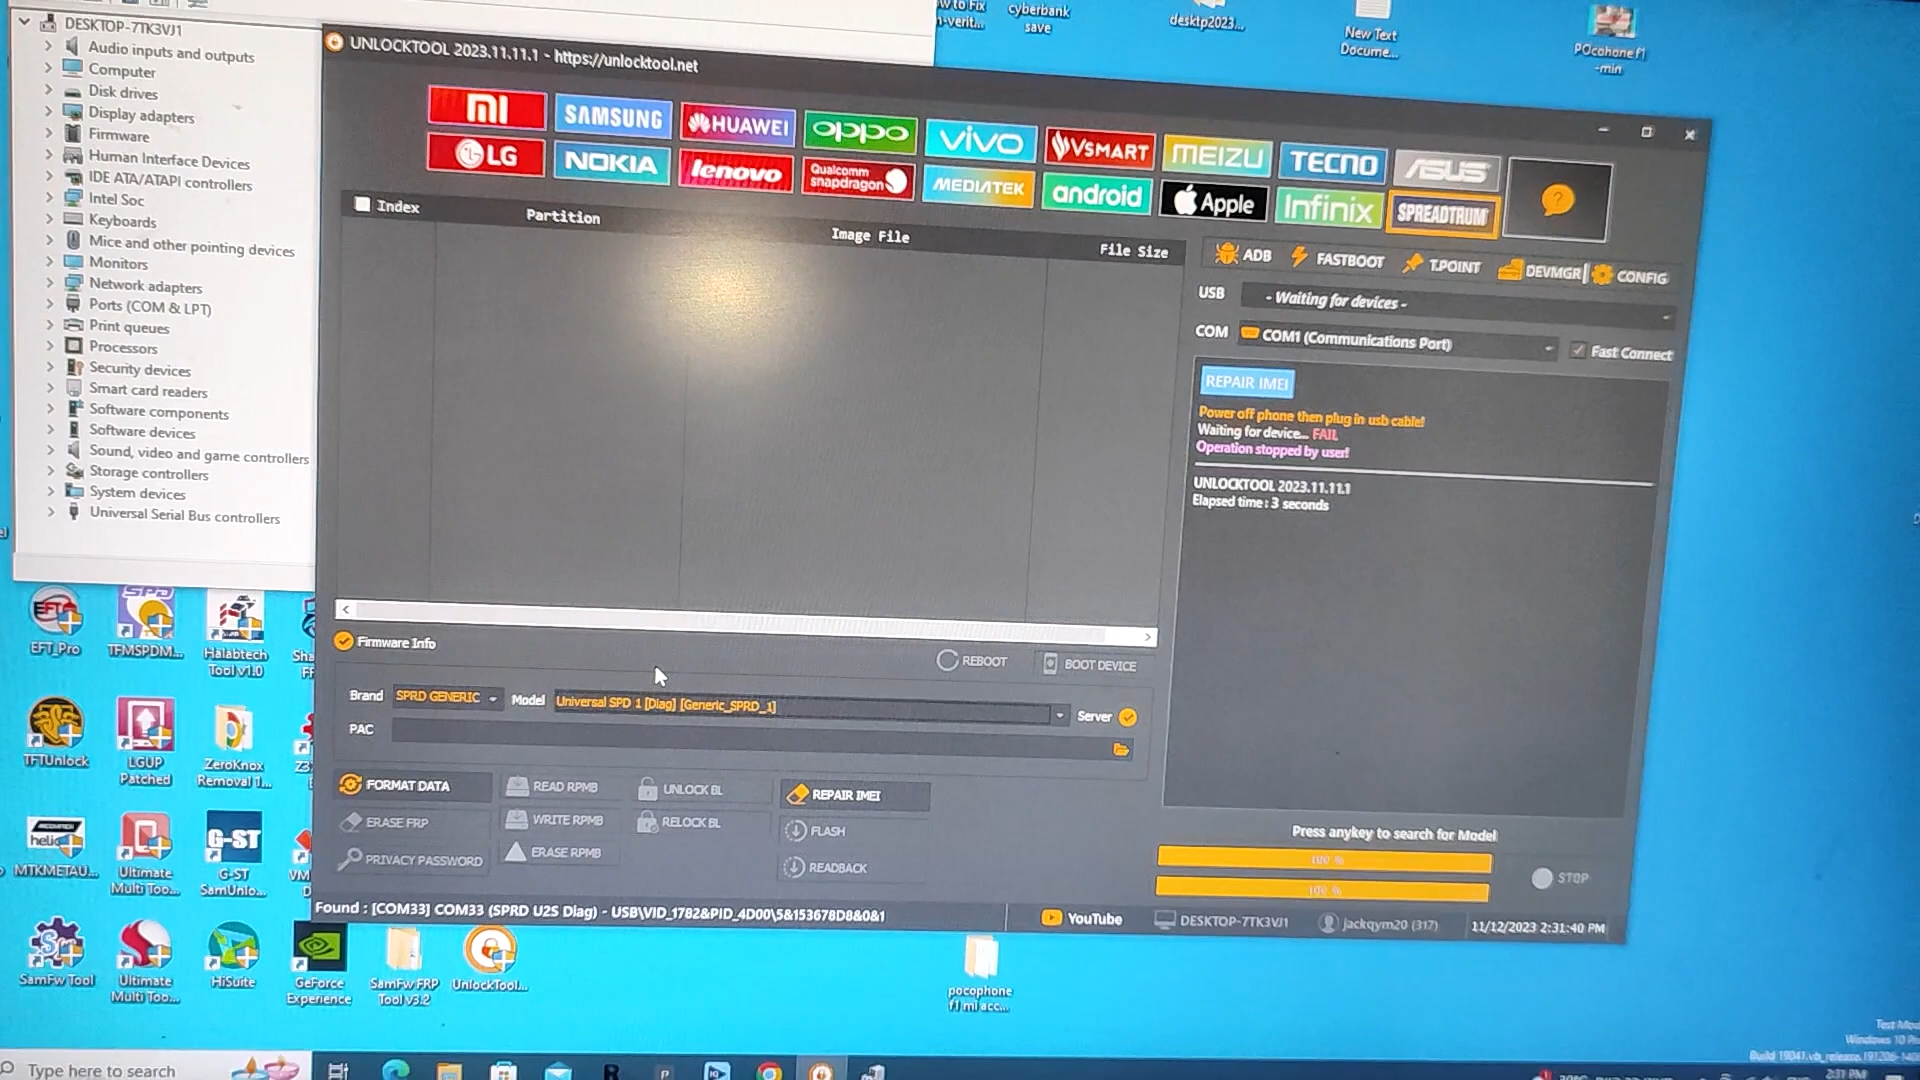 DESKTOP-7TK3VJ1
Audio inputs and outputs
Computer
Disk drives
Display adapters
Firmware
Human Interface Devices
IDE ATA/ATAPI controllers
Intel Soc
Keyboards
Mice and other pointing devices
Monitors
Network adapters
Ports (COM & LPT)
Print queues
Processors
Security devices
Smart card readers
Software components
Software devices
Sound, video and game controllers
Storage controllers
System devices
Universal Serial Bus controllers
cyberbank
save
desktp2023...
New Text
Docume...
POcohone f1
-min
UNLOCKTOOL 2023.11.11.1 - https://unlocktool.net
mi
SAMSUNG
HUAWEI
oppo
vivo
VSMART
MEIZU
TECNO
ASUS
LG
NOKIA
lenovo
Qualcomm
snapdragon
MEDIATEK
android
Apple
Infinix
SPREADTRUM
?
Index
Partition
Image File
File Size
ADB
FASTBOOT
T.POINT
DEVMGR
CONFIG
USB
- Waiting for devices -
COM
COM1 (Communications Port)
Fast Connect
REPAIR IMEI
Power off phone then plug in usb cable!
Waiting for device... FAIL
Operation stopped by user!
UNLOCKTOOL 2023.11.11.1
Elapsed time : 3 seconds
Firmware Info
REBOOT
BOOT DEVICE
Brand
SPRD GENERIC
Model
Universal SPD 1 [Diag] [Generic_SPRD_1]
Server
PAC
FORMAT DATA
READ RPMB
UNLOCK BL
REPAIR IMEI
ERASE FRP
WRITE RPMB
RELOCK BL
FLASH
PRIVACY PASSWORD
ERASE RPMB
READBACK
Press anykey to search for Model
100 %
100 %
STOP
Found : [COM33] COM33 (SPRD U2S Diag) - USB\VID_1782&PID_4D00\5&153678D8&0&1
YouTube
DESKTOP-7TK3VJ1
jackqym20 (317)
11/12/2023 2:31:40 PM
EFT_Pro
TFMSPDM...
Halabtech
Tool v1.0
TFTUnlock
LGUP
Patched
ZeroKnox
Removal 1...
MTKMETAU...
Ultimate
Multi Too...
G-ST
G-ST
SamUnlo...
SamFw Tool
Ultimate
Multi Too...
HiSuite
GeForce
Experience
SamFw FRP
Tool v3.2
UnlockTool...
pocophone
f1 mi acc...
Type here to search
2:31 PM